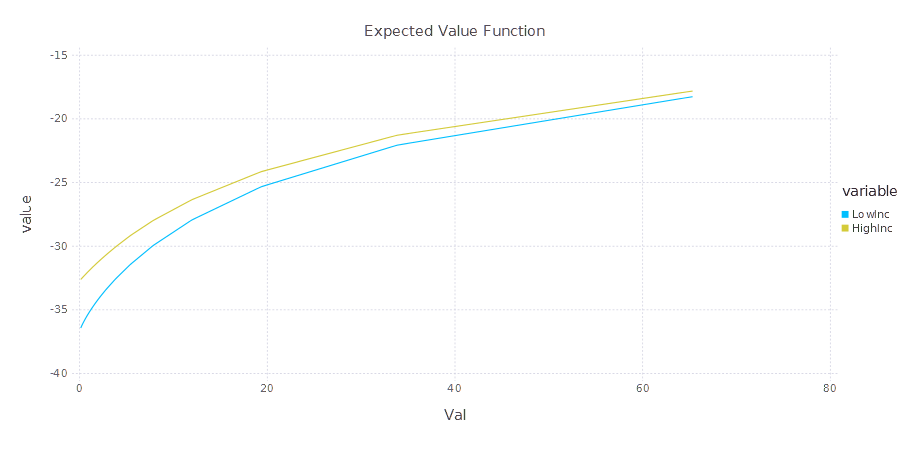 Expected Value Function
-15
-20
-25
-30
-35
-40
value
0
20
40
60
80
Val
variable
LowInc
HighInc